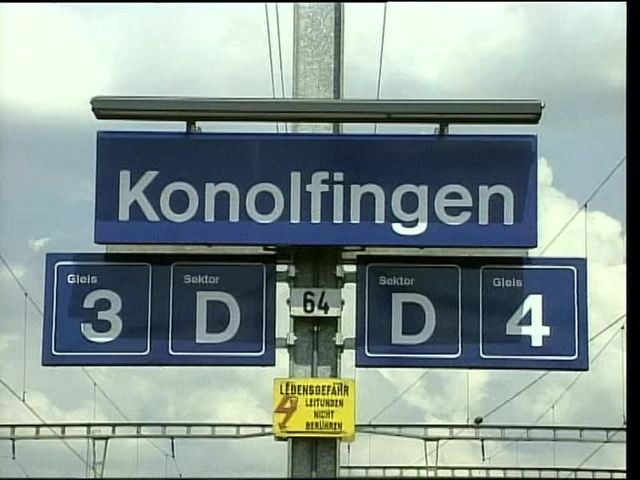 Konolfingen
Gleis Sektor
3 D
64
Sektor Gleis
D 4
LEBENSGEFAHR
LEITUNGEN
NICHT
BERÜHREN